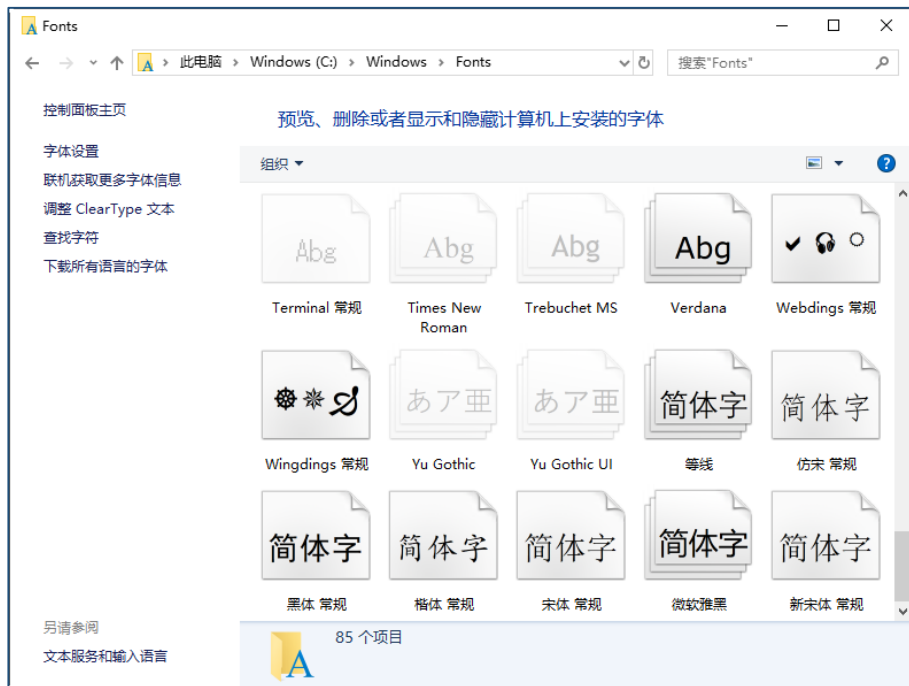 Fonts
此电脑 > Windows (C:) > Windows > Fonts
搜索"Fonts"
控制面板主页
字体设置
联机获取更多字体信息
调整 ClearType 文本
查找字符
下载所有语言的字体
另请参阅
文本服务和输入语言
预览、删除或者显示和隐藏计算机上安装的字体
组织
Abg
Abg
Abg
Abg
Terminal 常规
Times New
Roman
Trebuchet MS
Verdana
Webdings 常规
あア亜
あア亜
简体字
简体字
Wingdings 常规
Yu Gothic
Yu Gothic UI
等线
仿宋 常规
简体字
简体字
简体字
简体字
简体字
黑体 常规
楷体 常规
宋体 常规
微软雅黑
新宋体 常规
85 个项目